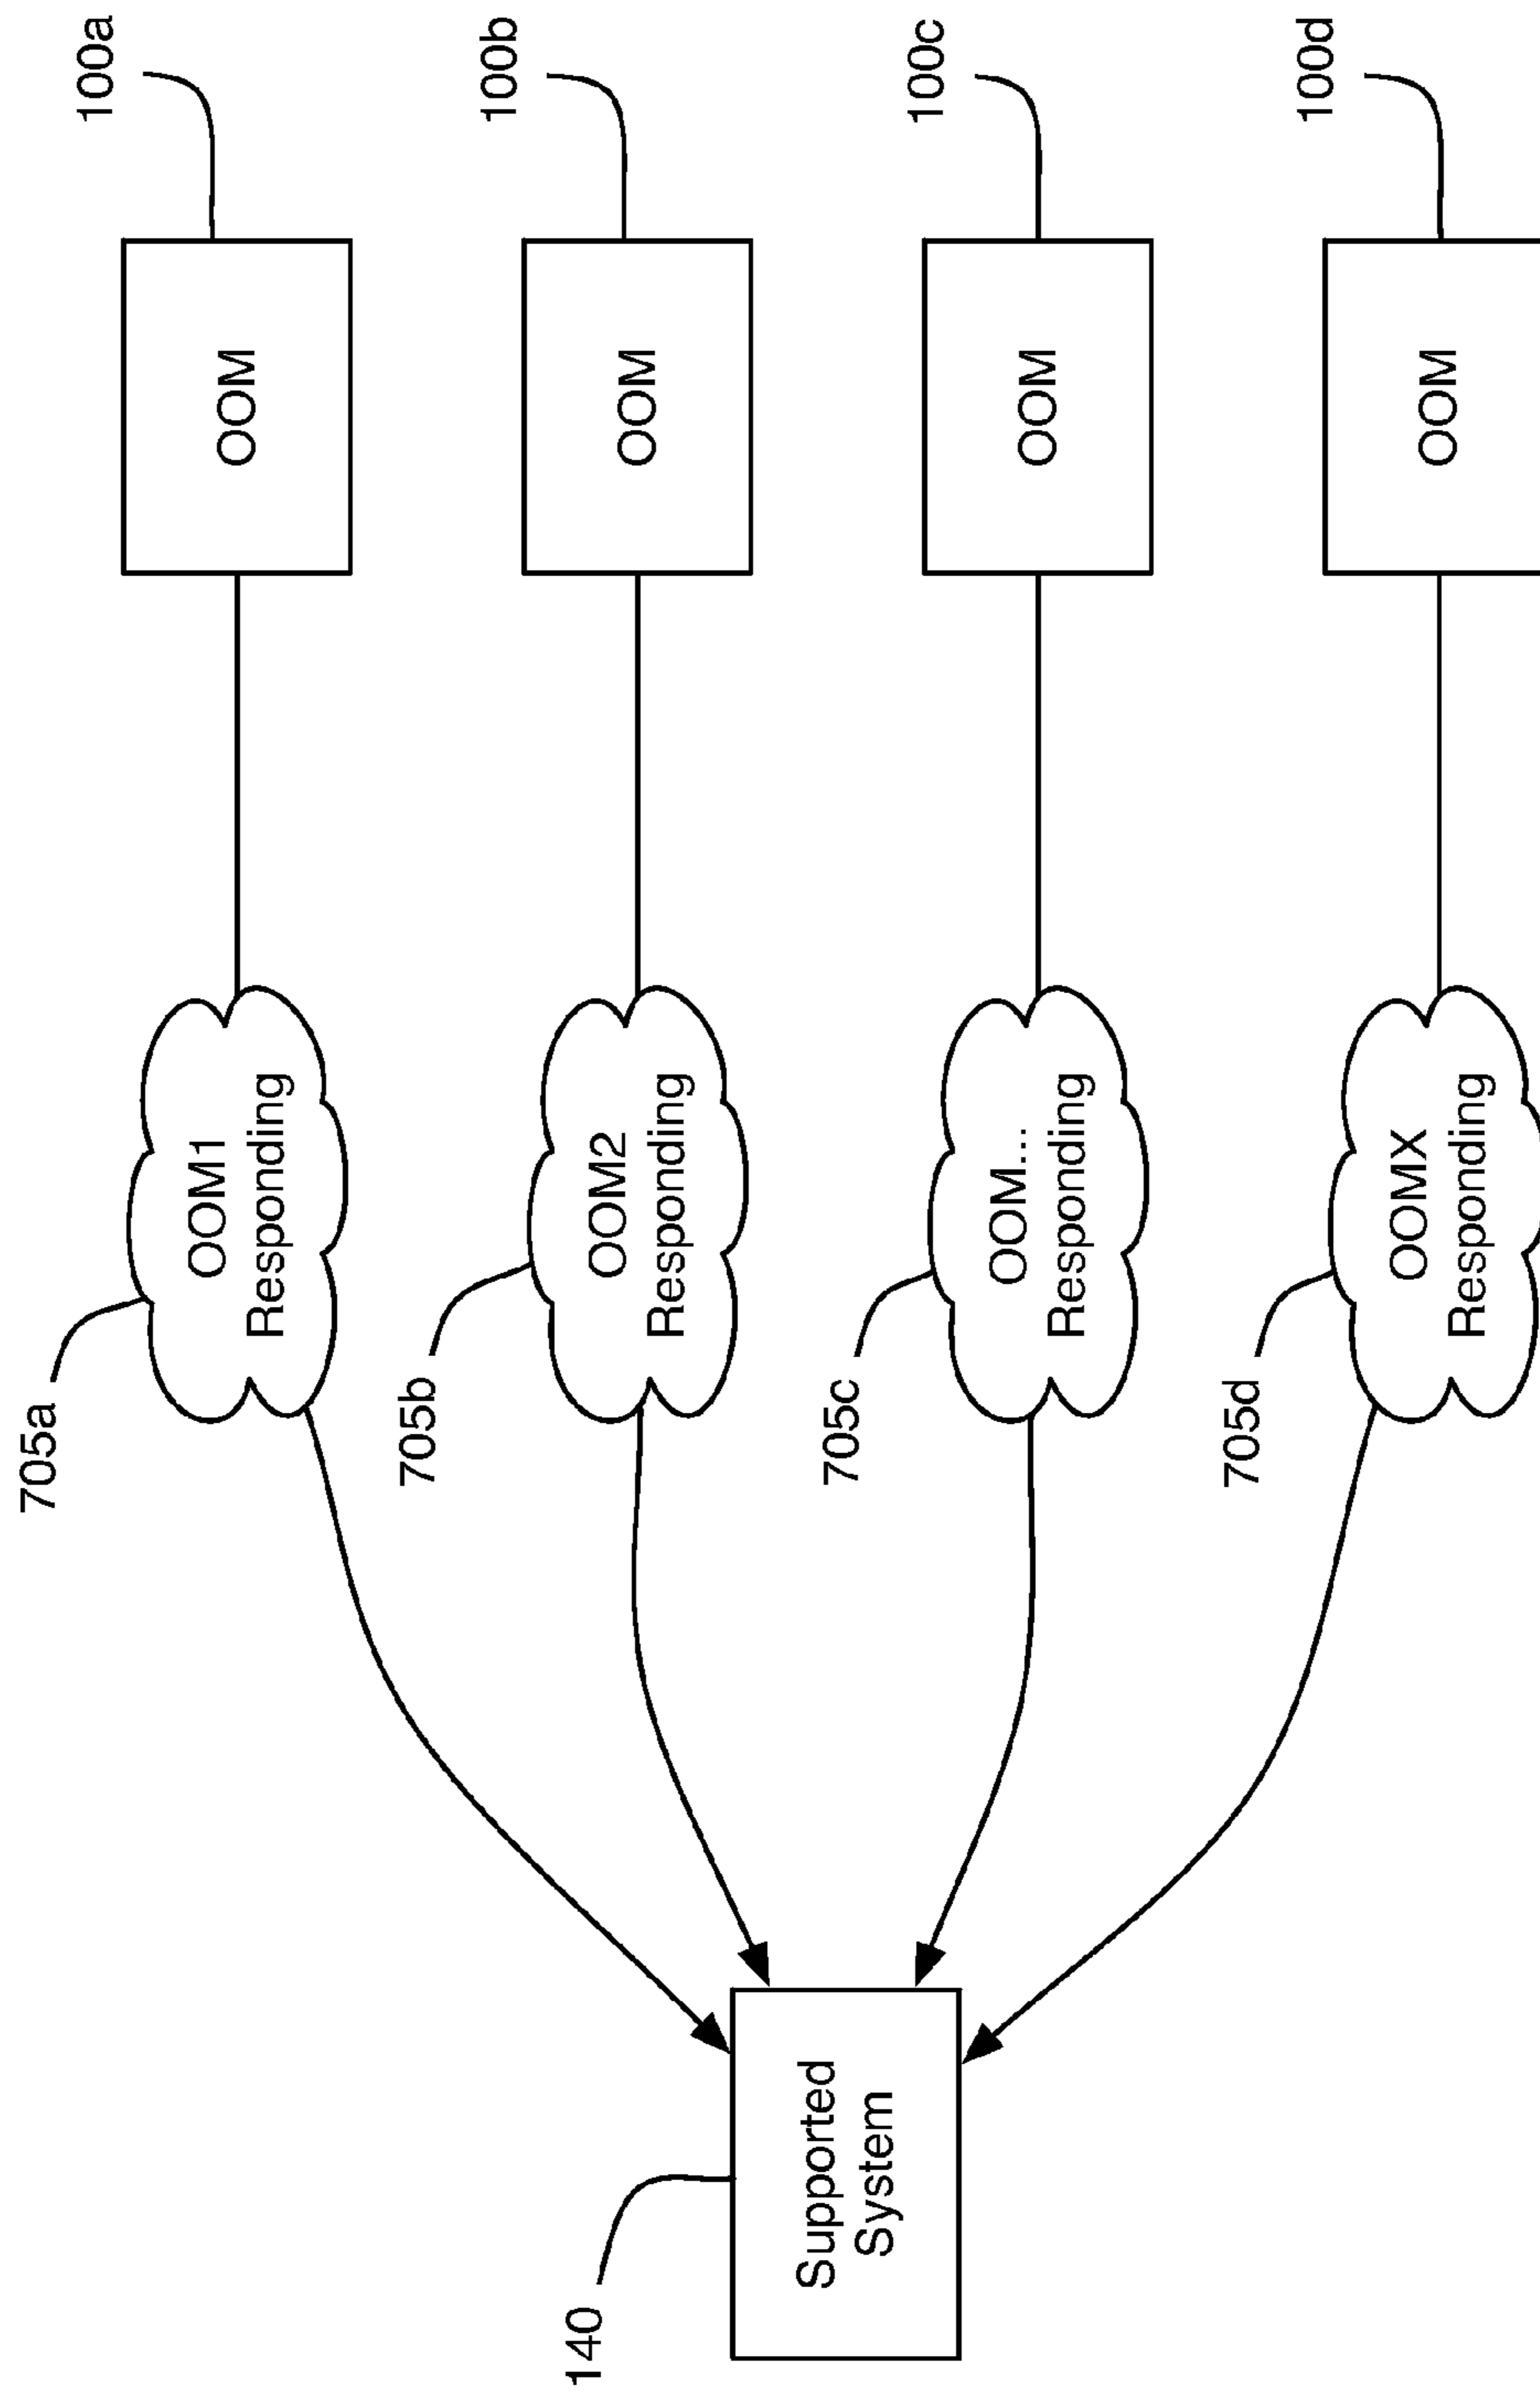 705a
OOM1
Responding
OOM
100a
705b
OOM2
Responding
OOM
100b
140
Supported
System
705c
OOM...
Responding
OOM
100c
705d
OOMX
Responding
OOM
100d